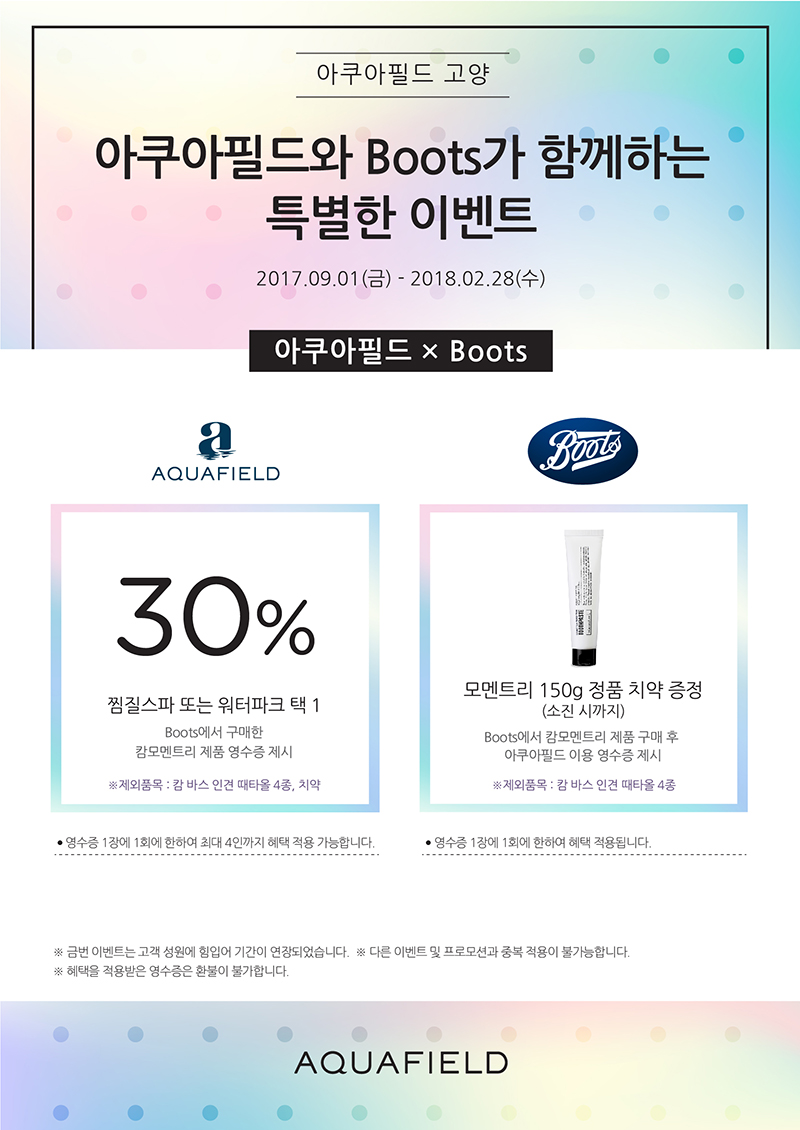 아쿠아필드 고양
아쿠아필드와 Boots가 함께하는
특별한 이벤트
2017.09.01(금) - 2018.02.28(수)
아쿠아필드 × Boots
a
AQUAFIELD
30%
찜질스파 또는 워터파크 택 1
Boots에서 구매한
캄모멘트리 제품 영수증 제시
※제외품목 : 캄 바스 인견 때타올 4종, 치약
• 영수증 1장에 1회에 한하여 최대 4인까지 혜택 적용 가능합니다.
Boots
모멘트리 150g 정품 치약 증정
(소진 시까지)
Boots에서 캄모멘트리 제품 구매 후
아쿠아필드 이용 영수증 제시
※제외품목 : 캄 바스 인견 때타올 4종
• 영수증 1장에 1회에 한하여 혜택 적용됩니다.
※ 금번 이벤트는 고객 성원에 힘입어 기간이 연장되었습니다. ※ 다른 이벤트 및 프로모션과 중복 적용이 불가능합니다.
※ 혜택을 적용받은 영수증은 환불이 불가합니다.
AQUAFIELD